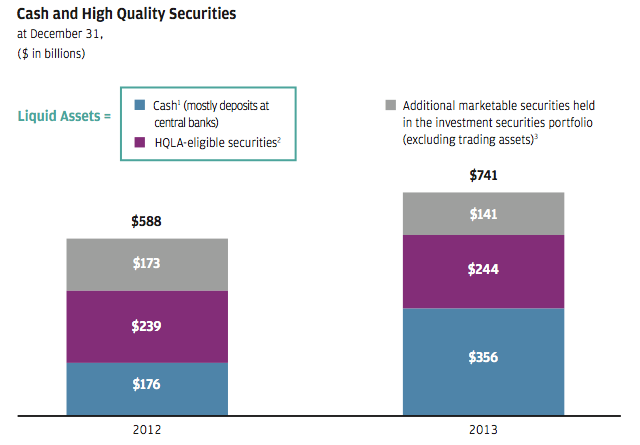 Cash and High Quality Securities
at December 31,
($ in billions)
Liquid Assets =
Cash¹ (mostly deposits at
central banks)
HQLA-eligible securities²
Additional marketable securities held
in the investment securities portfolio
(excluding trading assets)³
$588
$173
$239
$176
2012
$741
$141
$244
$356
2013